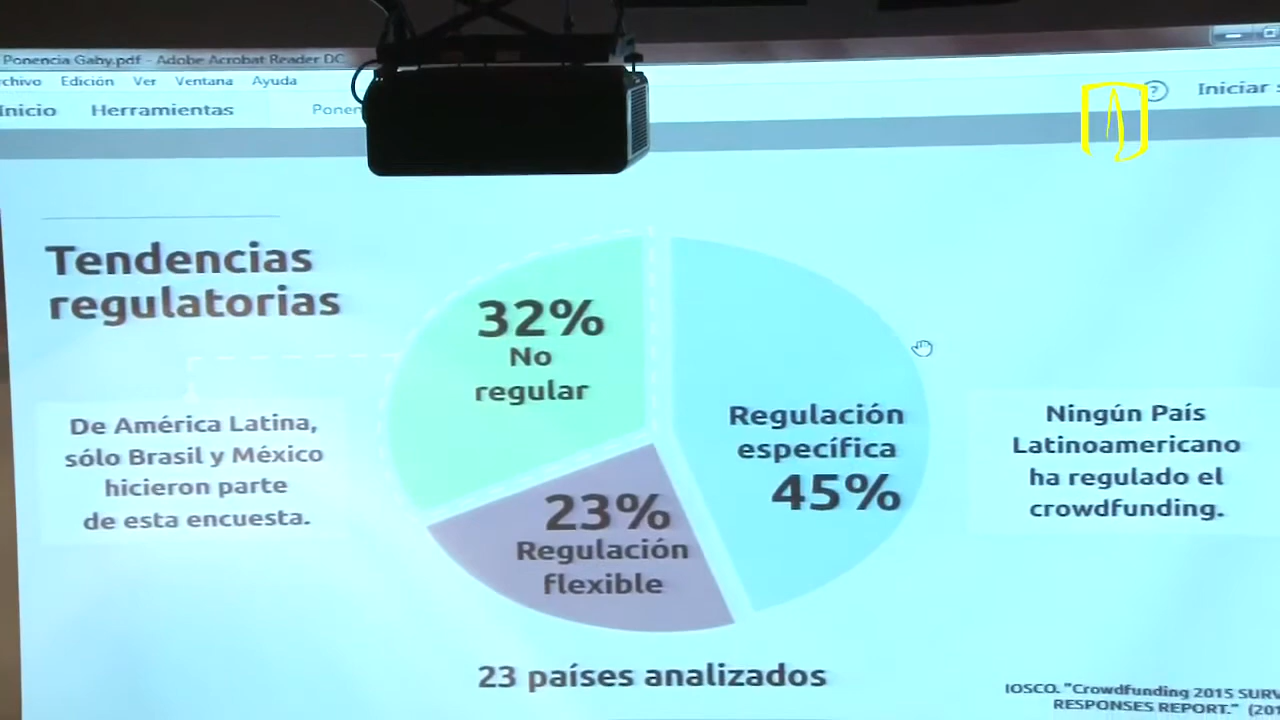 Ponencia Gaby.pdf - Adobe Acrobat Reader DC
Edición Ver Ventana Ayuda
Inicio Herramientas
? Iniciar
Tendencias
regulatorias
32%
No
regular
De América Latina,
sólo Brasil y México
hicieron parte
de esta encuesta.
Regulación
específica
45%
23%
Regulación
flexible
Ningún País
Latinoamericano
ha regulado el
crowdfunding.
23 países analizados
IOSCO. "Crowdfunding 2015
RESPONSES REPORT."